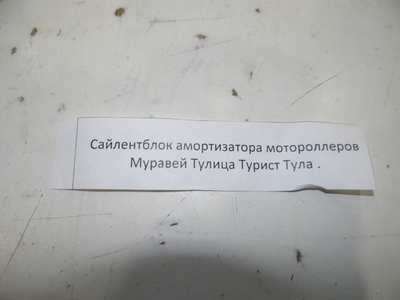 Сайлентблок амортизатора мотороллеров
Муравей Тулица Турист Тула .